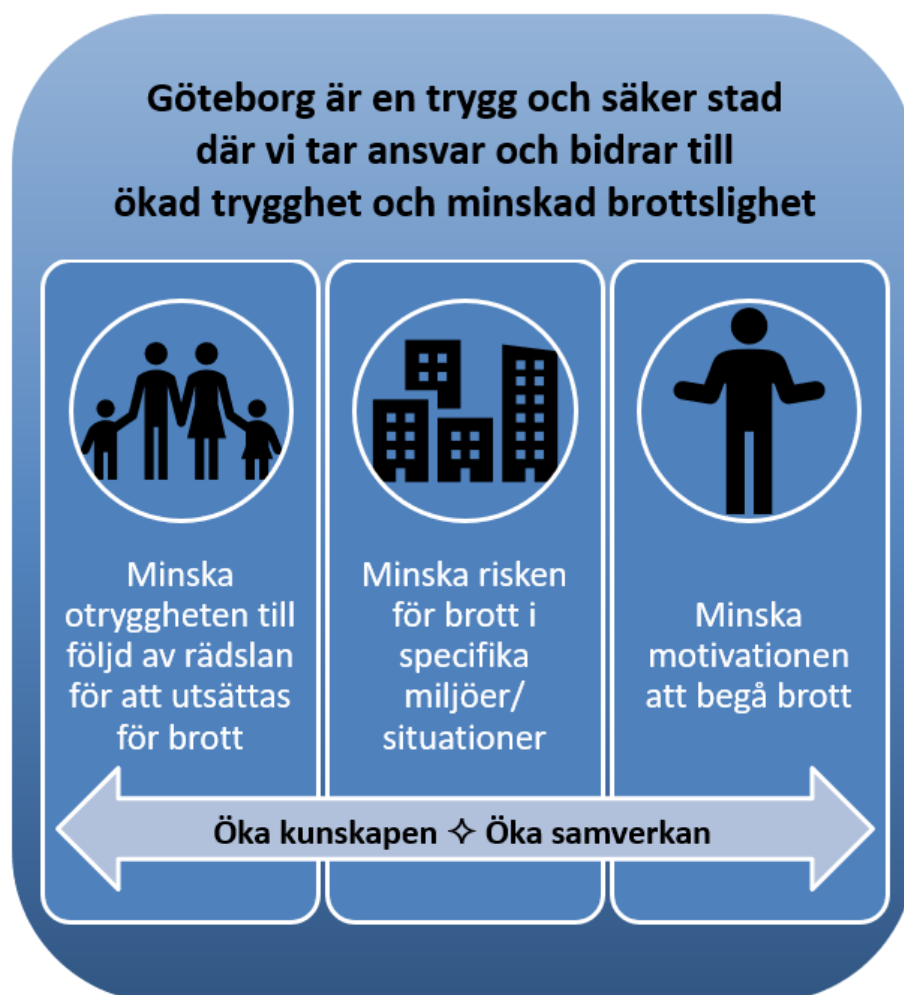 Göteborg är en trygg och säker stad
där vi tar ansvar och bidrar till
ökad trygghet och minskad brottslighet
Minska
otryggheten till
följd av rädslan
för att utsättas
för brott
Minska risken
för brott i
specifika
miljöer/
situationer
Minska
motivationen
att begå brott
Öka kunskapen ✧ Öka samverkan